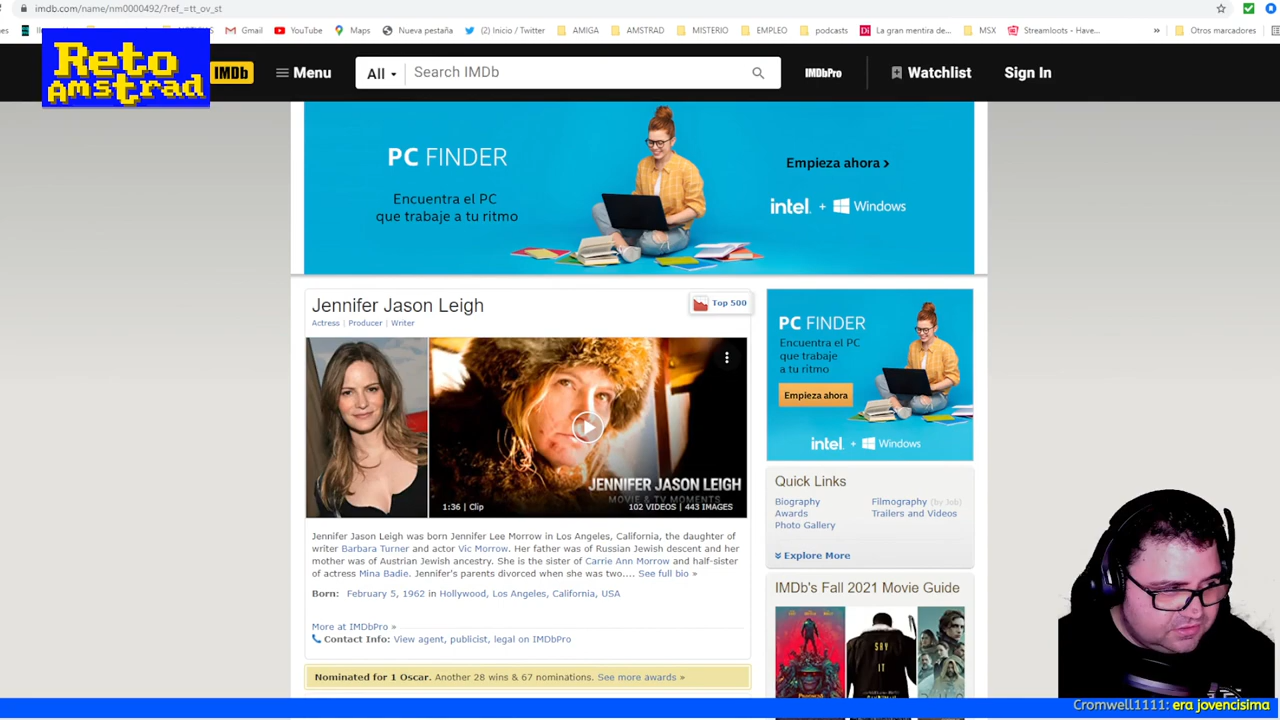 imdb.com/name/nm0000492/?ref_=tt_ov_st
Gmail
YouTube
Maps
Nueva pestaña
(2) Inicio / Twitter
AMIGA
AMSTRAD
MISTERIO
EMPLEO
podcasts
La gran mentira de...
MSX
Streamloots - Have...
»
Otros marcadores
Reto
Amstrad
IMDb
Menu
All
Search IMDb
IMDbPro
Watchlist
Sign In
PC FINDER
Encuentra el PC
que trabaje a tu ritmo
Empieza ahora >
intel. + Windows
Jennifer Jason Leigh
Top 500
Actress | Producer | Writer
JENNIFER JASON LEIGH
MOVIE & TV MOMENTS
1:36 | Clip
102 VIDEOS | 443 IMAGES
Jennifer Jason Leigh was born Jennifer Lee Morrow in Los Angeles, California, the daughter of
writer Barbara Turner and actor Vic Morrow. Her father was of Russian Jewish descent and her
mother was of Austrian Jewish ancestry. She is the sister of Carrie Ann Morrow and half-sister
of actress Mina Badie. Jennifer's parents divorced when she was two.... See full bio »
Born: February 5, 1962 in Hollywood, Los Angeles, California, USA
More at IMDbPro »
Contact Info: View agent, publicist, legal on IMDbPro
Nominated for 1 Oscar. Another 28 wins & 67 nominations. See more awards »
PC FINDER
Encuentra el PC
que trabaje
a tu ritmo
Empieza ahora
intel. + Windows
Quick Links
Biography
Awards
Photo Gallery
Filmography (by Job)
Trailers and Videos
Explore More
IMDb's Fall 2021 Movie Guide
SAY
IT
Cromwell1111: era jovencisima